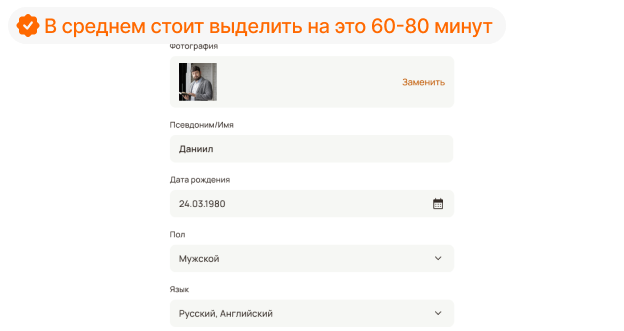 В среднем стоит выделить на это 60-80 минут
Фотография
Заменить
Псевдоним/Имя
Даниил
Дата рождения
24.03.1980
Пол
Мужской
Язык
Русский, Английский